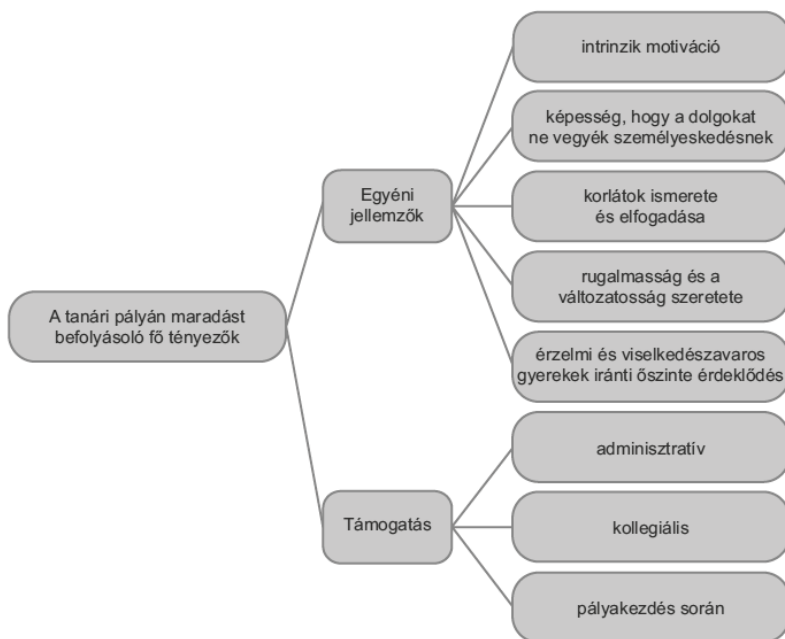 A tanári pályán maradást
befolyásoló fő tényezők
Egyéni
jellemzők
intrinzik motiváció
képesség, hogy a dolgokat
ne vegyék személyeskedésnek
korlátok ismerete
és elfogadása
rugalmasság és a
változatosság szeretete
érzelmi és viselkedészavaros
gyerekek iránti őszinte érdeklődés
Támogatás
adminisztratív
kollegiális
pályakezdés során